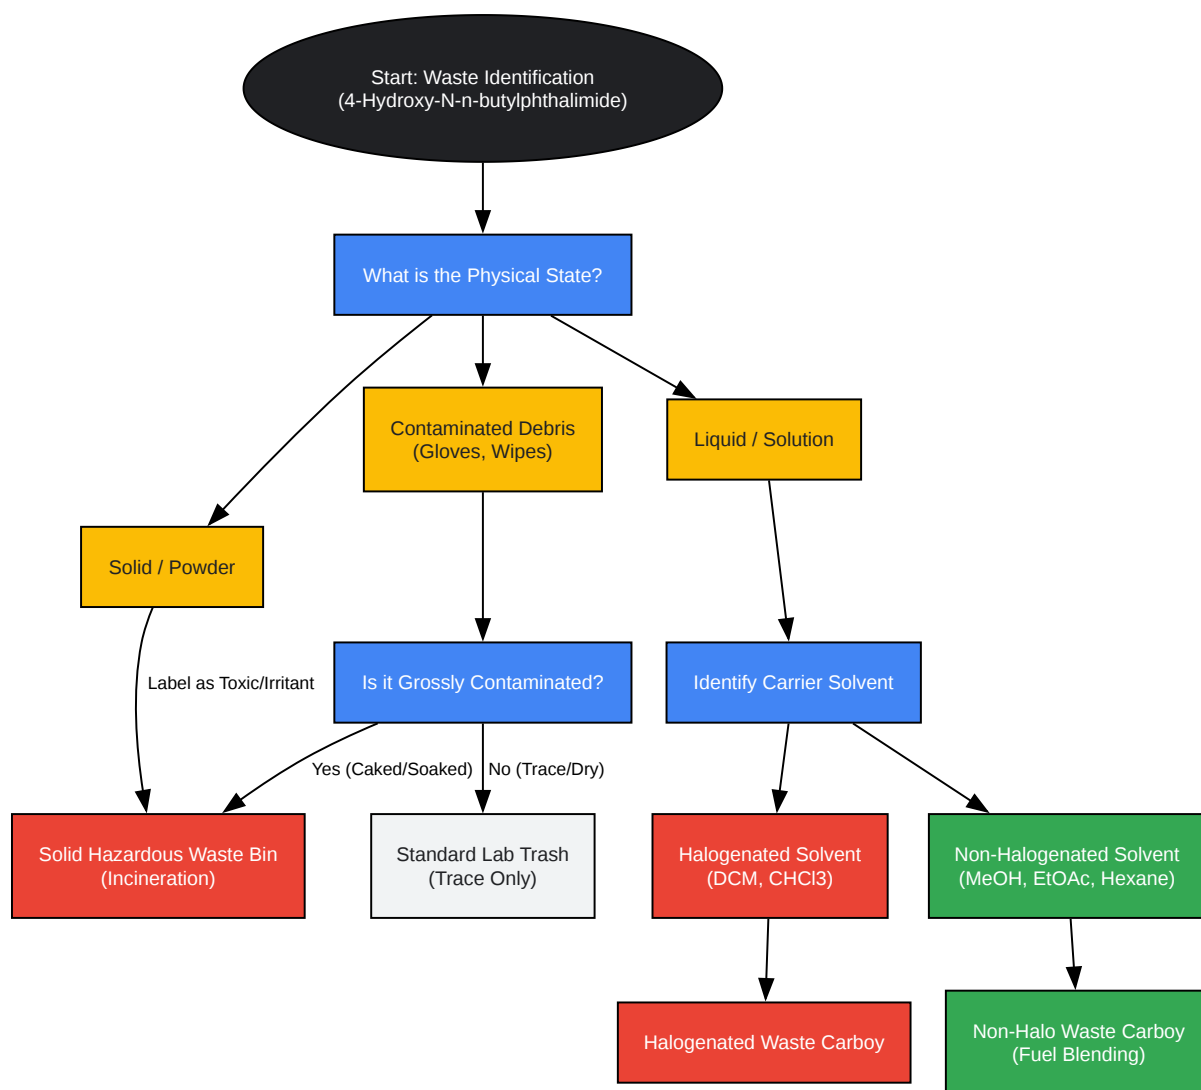 Start: Waste Identification
(4-Hydroxy-N-n-butylphthalimide)
What is the Physical State?
Contaminated Debris
(Gloves, Wipes)
Liquid / Solution
Solid / Powder
Label as Toxic/Irritant
Is it Grossly Contaminated?
Identify Carrier Solvent
Yes (Caked/Soaked)
No (Trace/Dry)
Solid Hazardous Waste Bin
(Incineration)
Standard Lab Trash
(Trace Only)
Halogenated Solvent
(DCM, CHCl3)
Non-Halogenated Solvent
(MeOH, EtOAc, Hexane)
Halogenated Waste Carboy
Non-Halo Waste Carboy
(Fuel Blending)